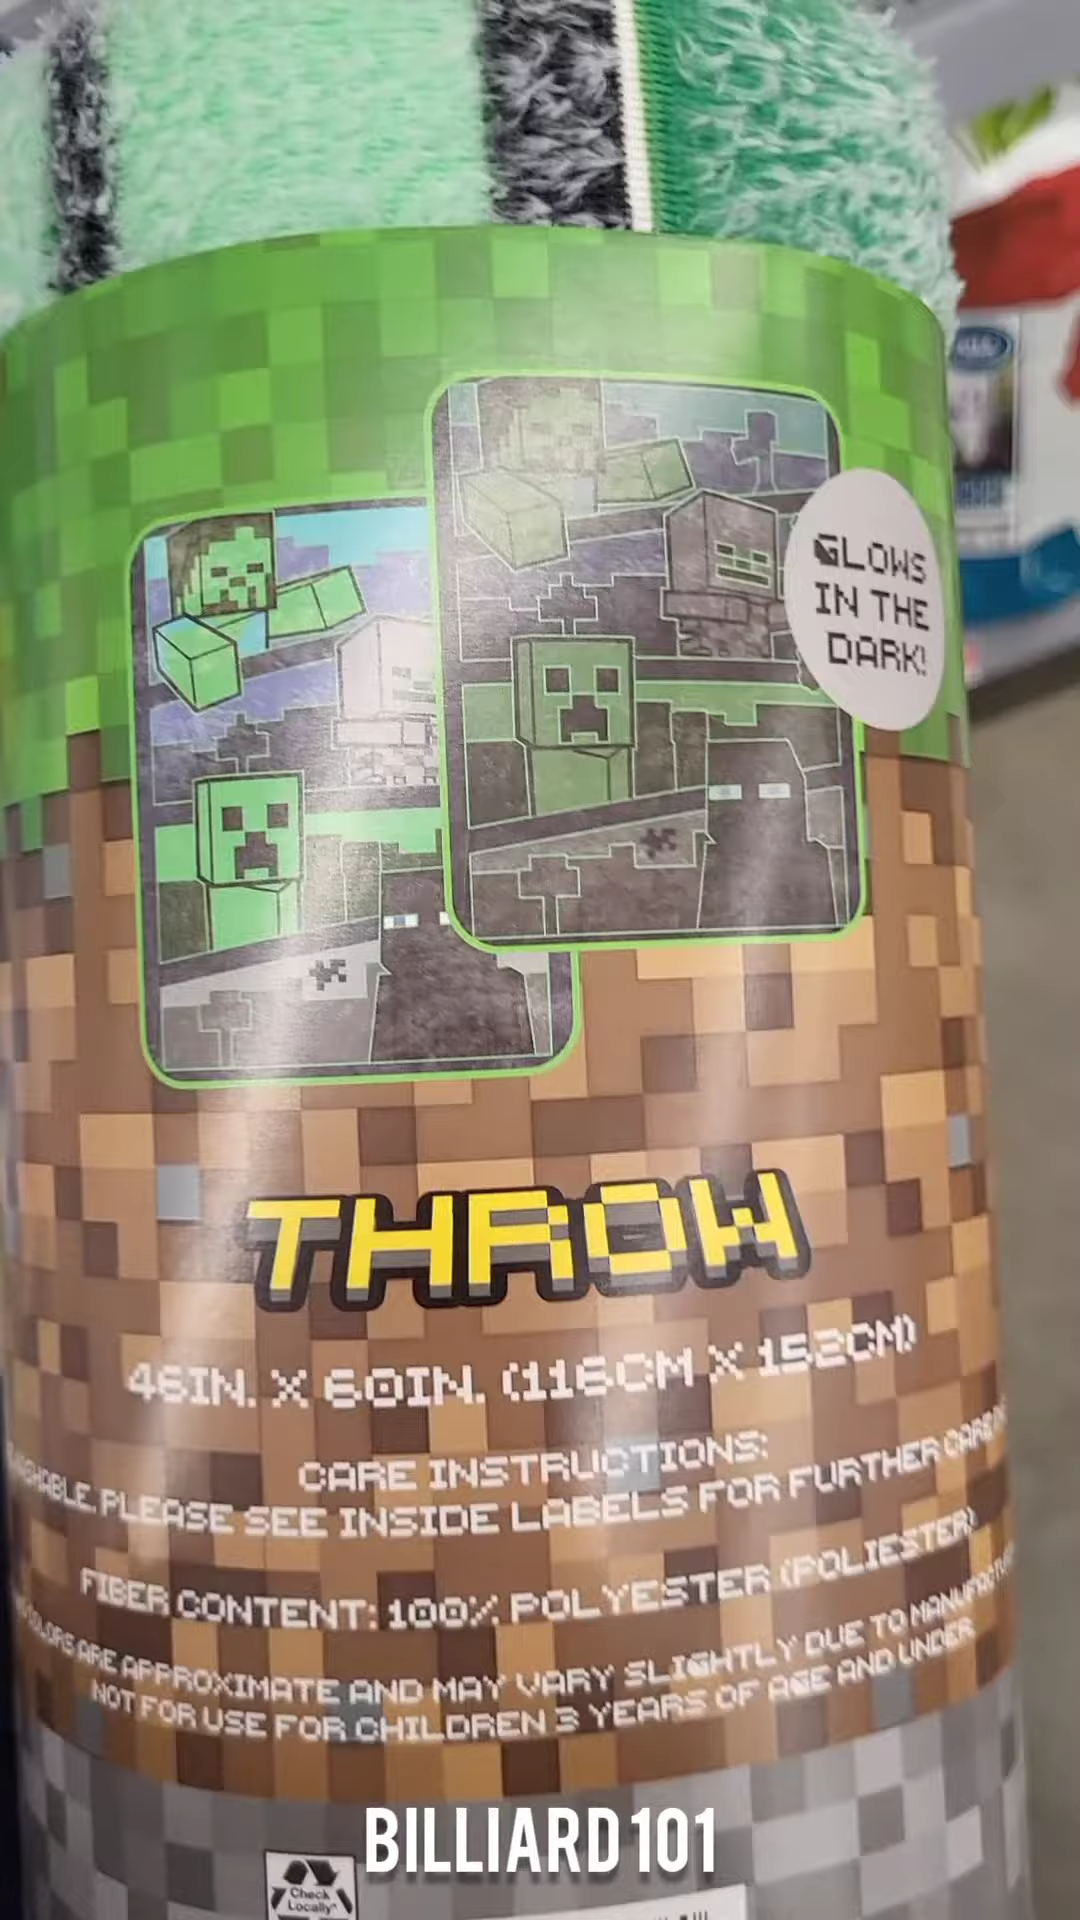 GLOWS
IN THE
DARK!
THROW
46IN. X 60IN. (116CM X 152CM)
CARE INSTRUCTIONS:
PLEASE SEE INSIDE LABELS FOR FURTHER CARE
FIBER CONTENT: 100% POLYESTER (POLIESTER)
ARE APPROXIMATE AND MAY VARY SLIGHTLY DUE TO
NOT FOR USE FOR CHILDREN 3 YEARS OF AGE AND UNDER
BILLIARD 101
Check
Locally*